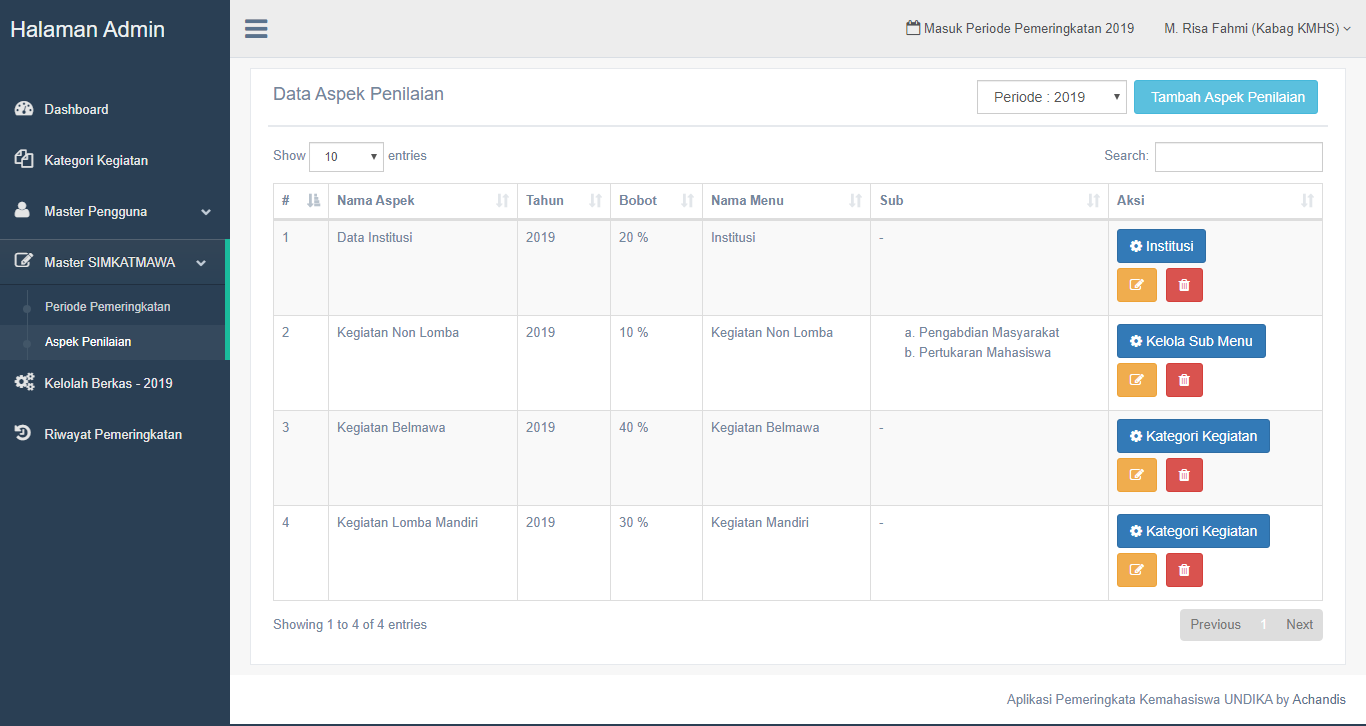 Halaman Admin
Masuk Periode Pemeringkatan 2019
M. Risa Fahmi (Kabag KMHS)
Dashboard
Kategori Kegiatan
Master Pengguna
Master SIMKATMAWA
Periode Pemeringkatan
Aspek Penilaian
Kelolah Berkas - 2019
Riwayat Pemeringkatan
Data Aspek Penilaian
Periode : 2019
Tambah Aspek Penilaian
Show 10 entries
Search:
# Nama Aspek Tahun Bobot Nama Menu Sub Aksi
1 Data Institusi 2019 20 % Institusi - Institusi
2 Kegiatan Non Lomba 2019 10 % Kegiatan Non Lomba a. Pengabdian Masyarakat Kelola Sub Menu
b. Pertukaran Mahasiswa
3 Kegiatan Belmawa 2019 40 % Kegiatan Belmawa - Kategori Kegiatan
4 Kegiatan Lomba Mandiri 2019 30 % Kegiatan Mandiri - Kategori Kegiatan
Showing 1 to 4 of 4 entries
Previous 1 Next
Aplikasi Pemeringkata Kemahasiswa UNDIKA by Achandis